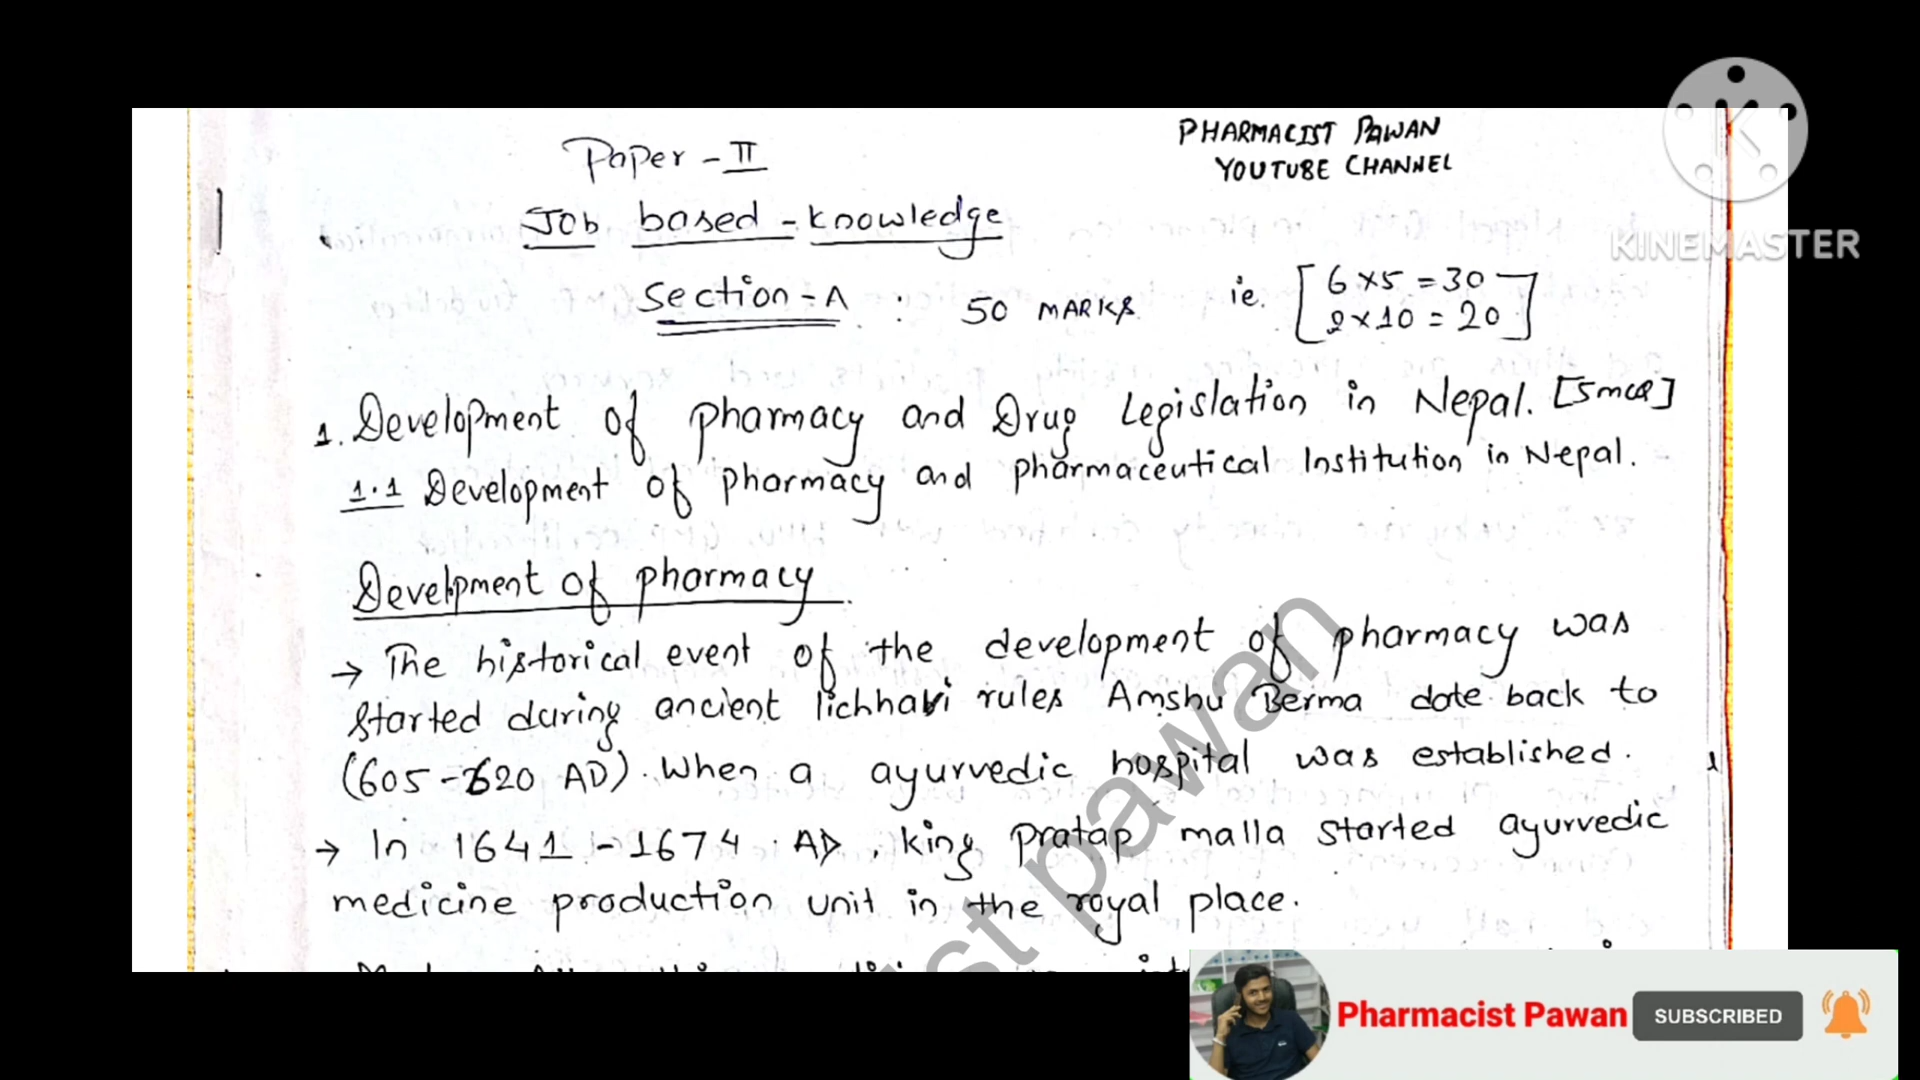 Paper - II
PHARMACIST PAWAN
YOUTUBE CHANNEL
Job based - knowledge
KINEMASTER
Section - A : 50 MARKS ie. [6 x 5 = 30
2 x 10 = 20]
1. Development of pharmacy and Drug Legislation in Nepal. [5mcq]
1.1 Development of pharmacy and pharmaceutical Institution in Nepal.
Develpment of pharmacy
→ The historical event of the development of pharmacy was
started during ancient lichhavi rules Amshu Berma date back to
(605-620 AD). When a ayurvedic hospital was established.
→ In 1641 - 1674 AD, king pratap malla started ayurvedic
medicine production unit in the royal place.
pawan
Pharmacist Pawan SUBSCRIBED